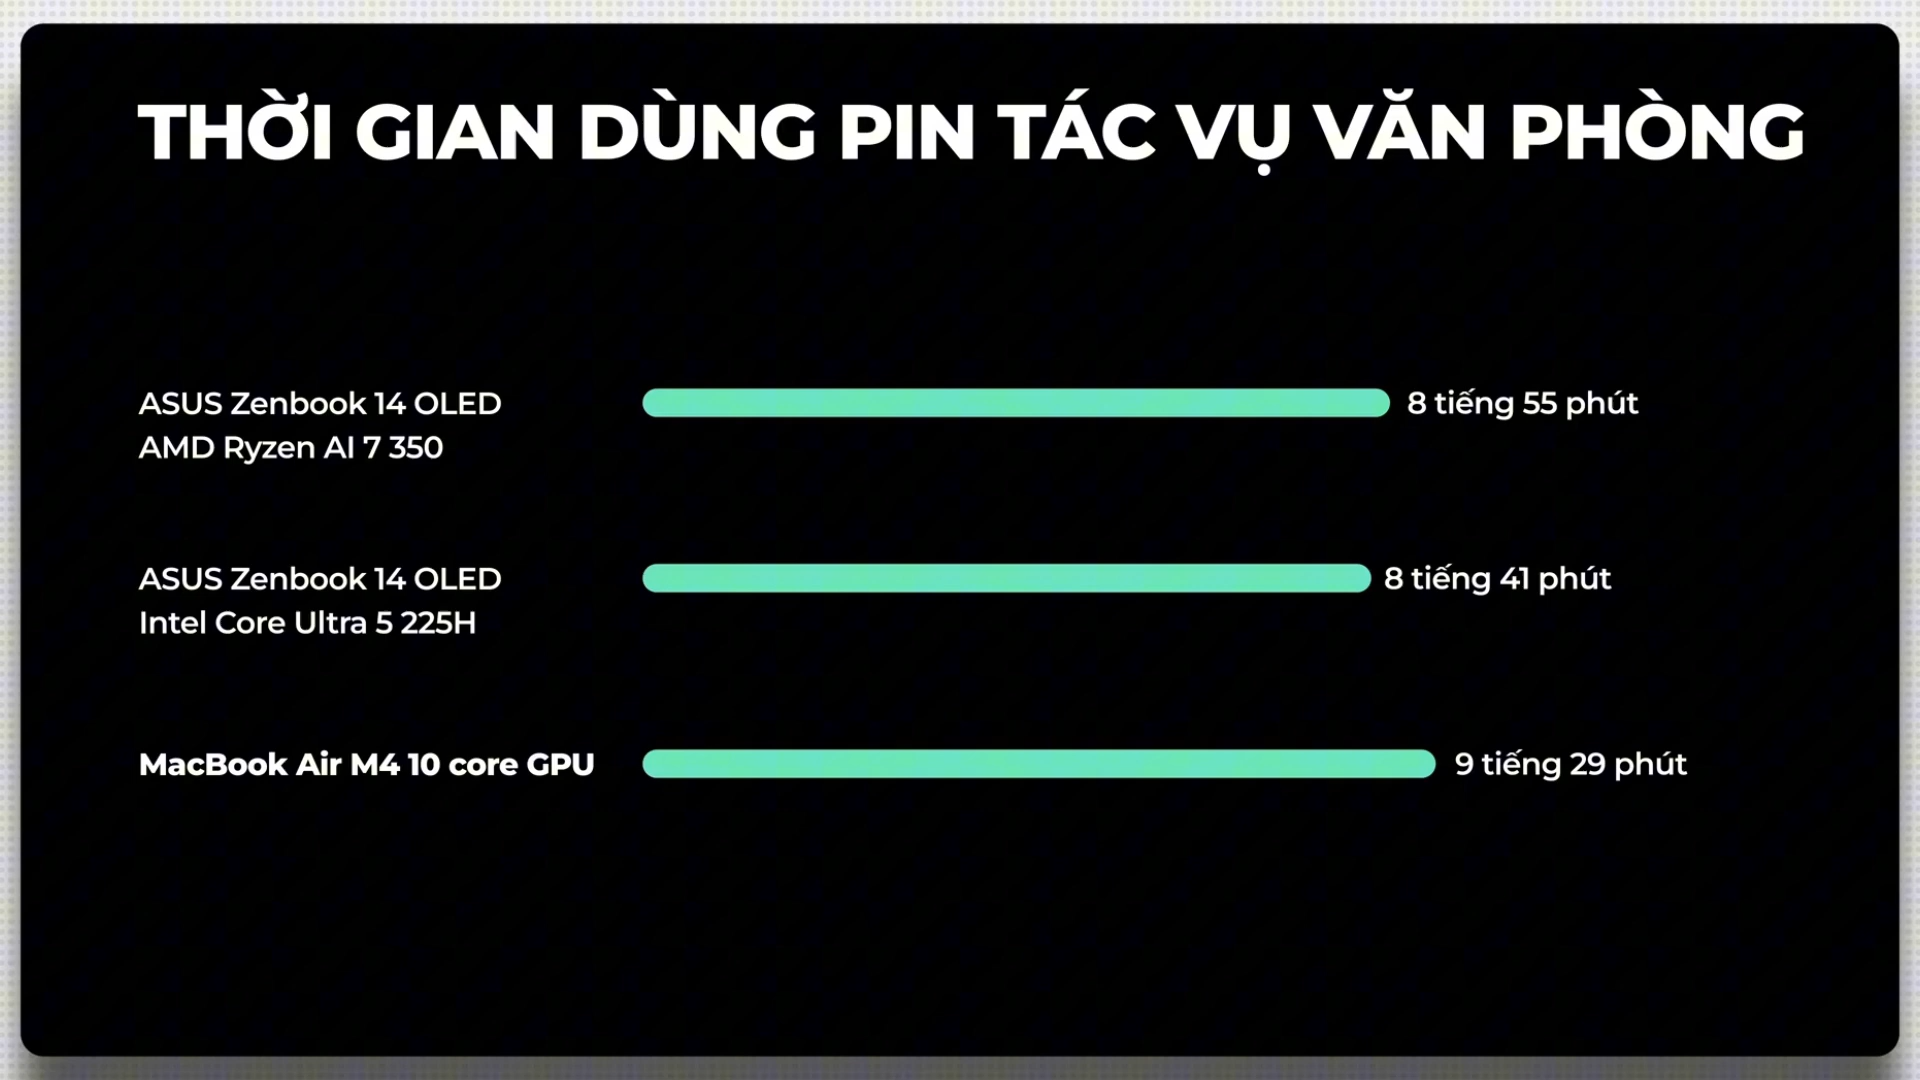 THỜI GIAN DÙNG PIN TÁC VỤ VĂN PHÒNG
ASUS Zenbook 14 OLED
AMD Ryzen AI 7 350
8 tiếng 55 phút
ASUS Zenbook 14 OLED
Intel Core Ultra 5 225H
8 tiếng 41 phút
MacBook Air M4 10 core GPU
9 tiếng 29 phút